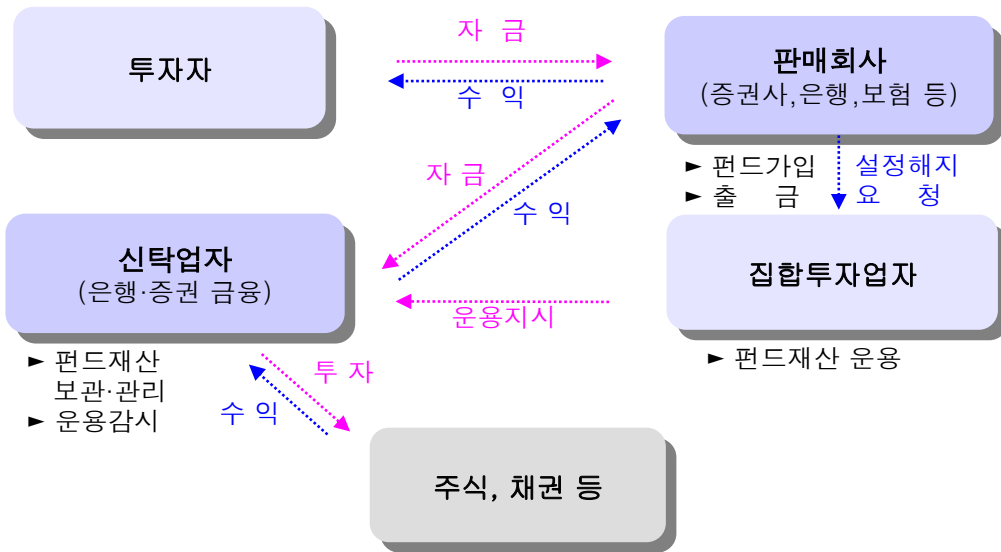 투자자
자 금
수 익
판매회사
(증권사,은행,보험 등)
► 펀드가입
► 출 금
설정해지
요 청
자 금
수 익
신탁업자
(은행·증권 금융)
집합투자업자
운용지시
► 펀드재산
보관·관리
► 운용감시
► 펀드재산 운용
투 자
수 익
주식, 채권 등